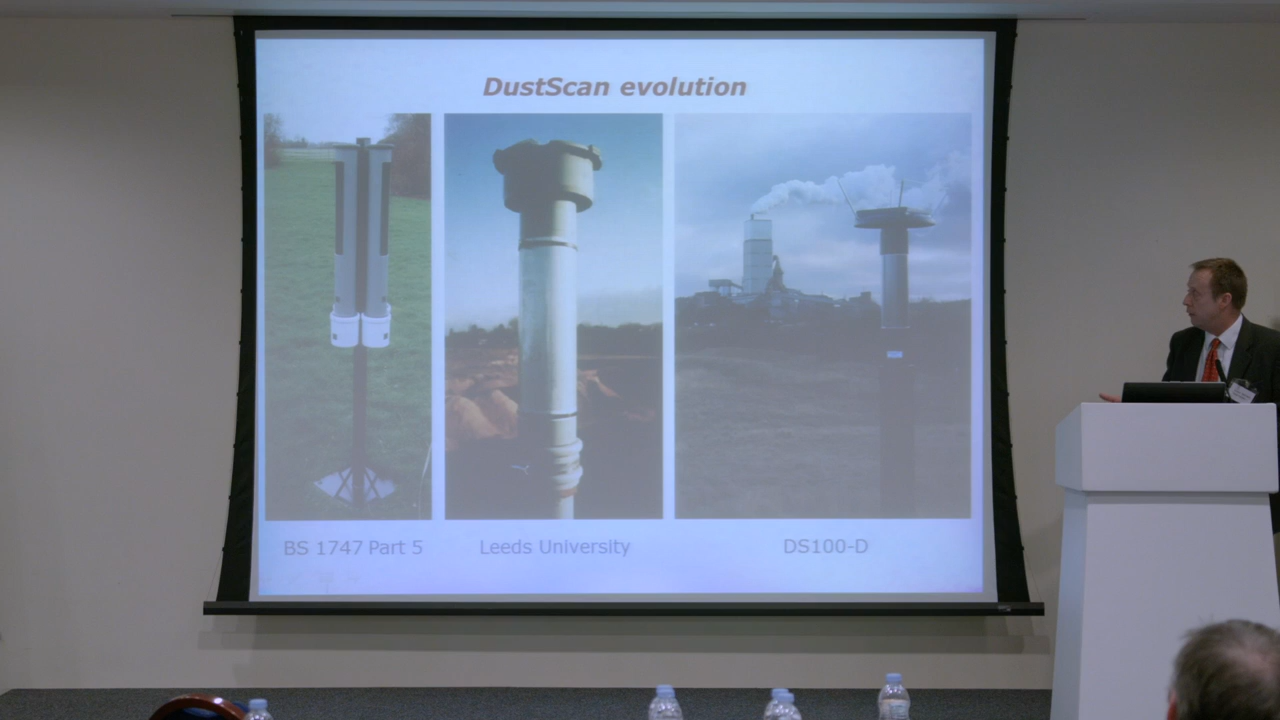 DustScan evolution
BS 1747 Part 5
Leeds University
DS100-D